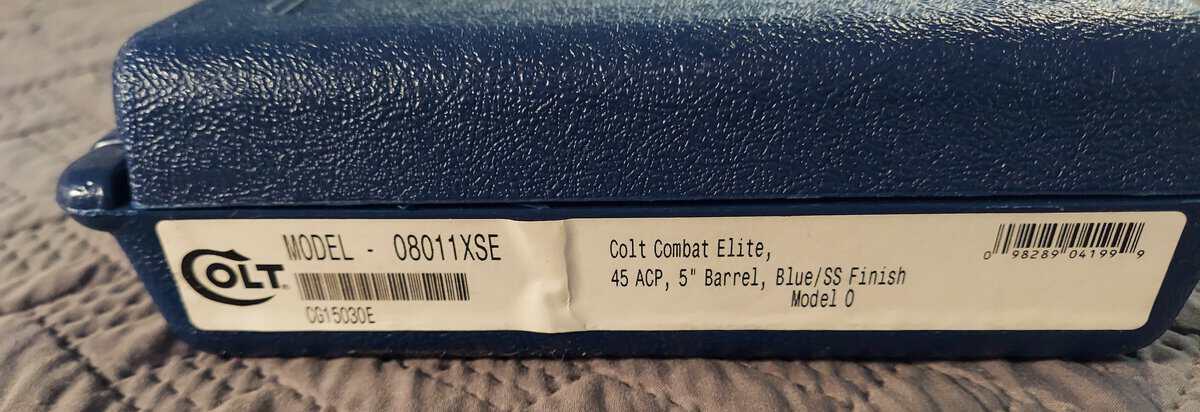 COLT
MODEL - 08011XSE
CG15030E
Colt Combat Elite,
45 ACP, 5" Barrel, Blue/SS Finish
Model O
0 98289 04199 9